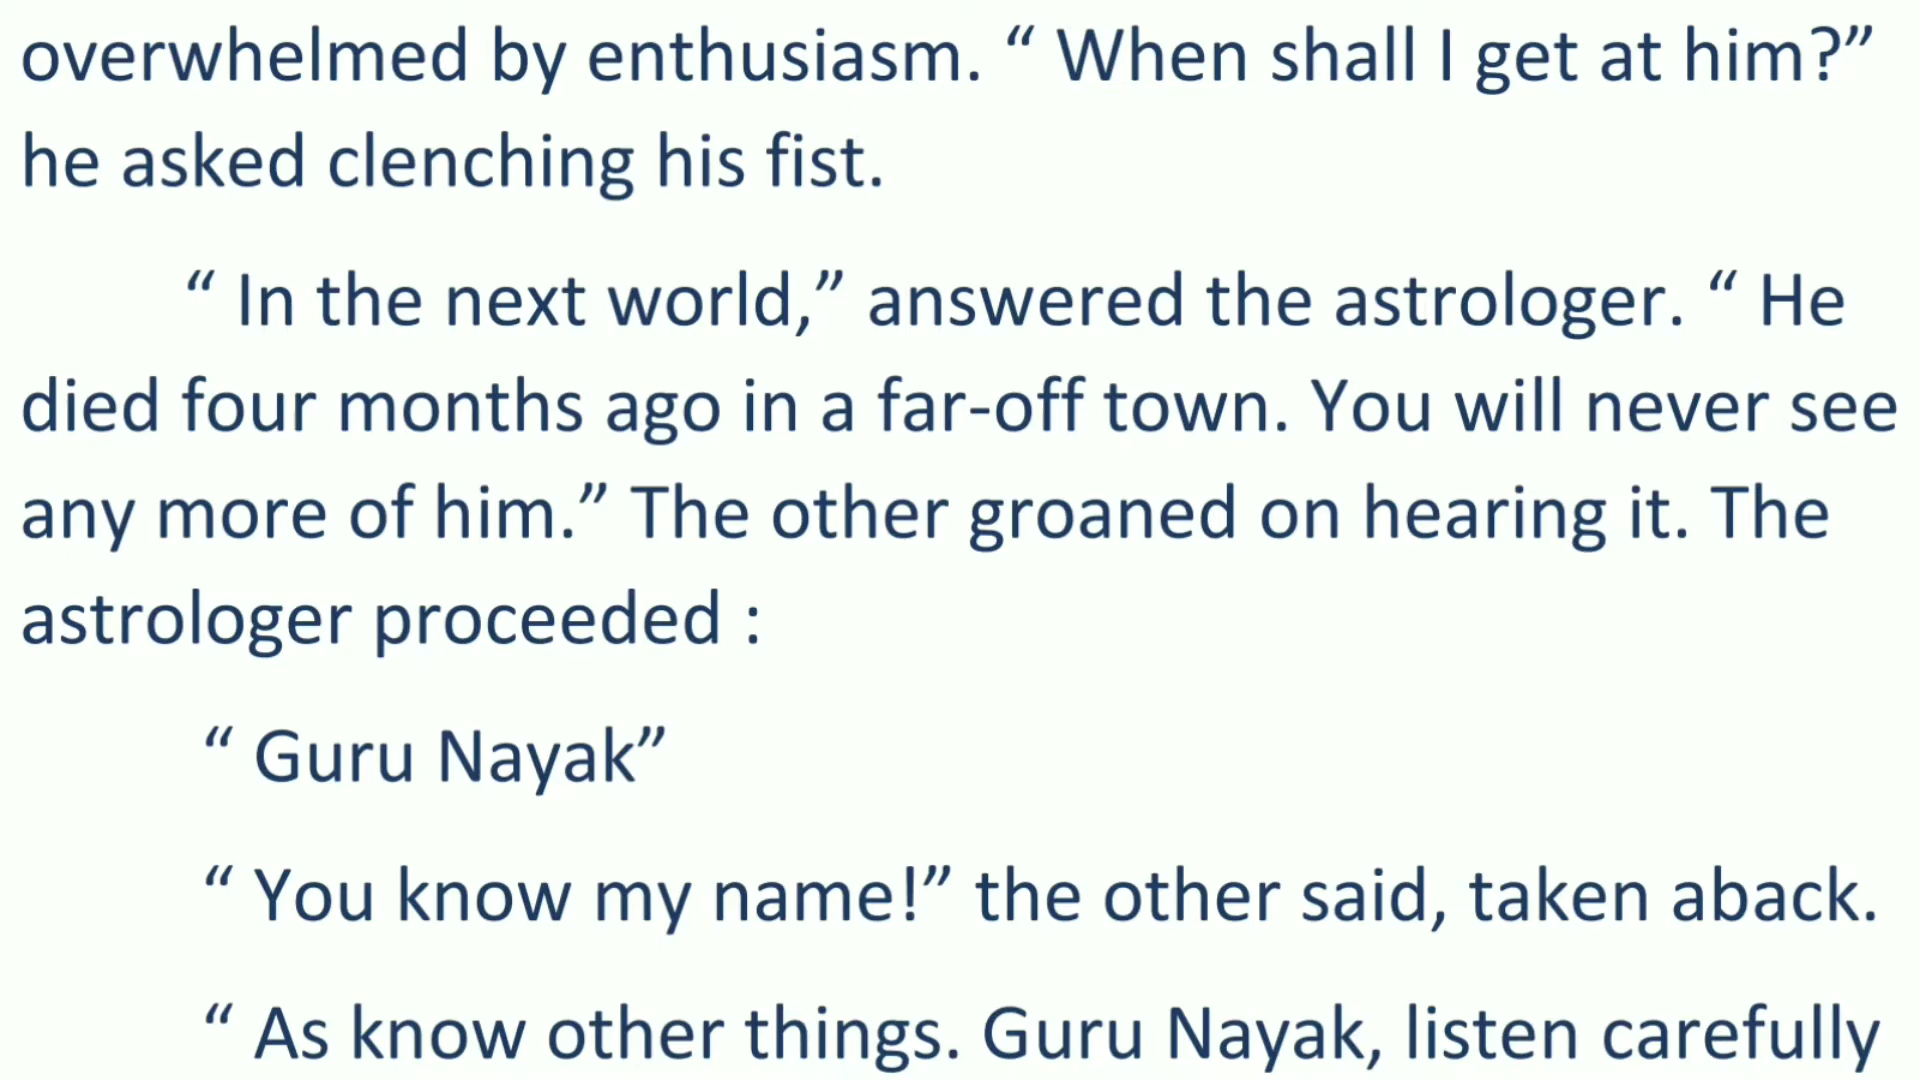 overwhelmed by enthusiasm. “ When shall I get at him?”
he asked clenching his fist.
“ In the next world,” answered the astrologer. “ He
died four months ago in a far-off town. You will never see
any more of him.” The other groaned on hearing it. The
astrologer proceeded :
“ Guru Nayak”
“ You know my name!” the other said, taken aback.
“ As know other things. Guru Nayak, listen carefully